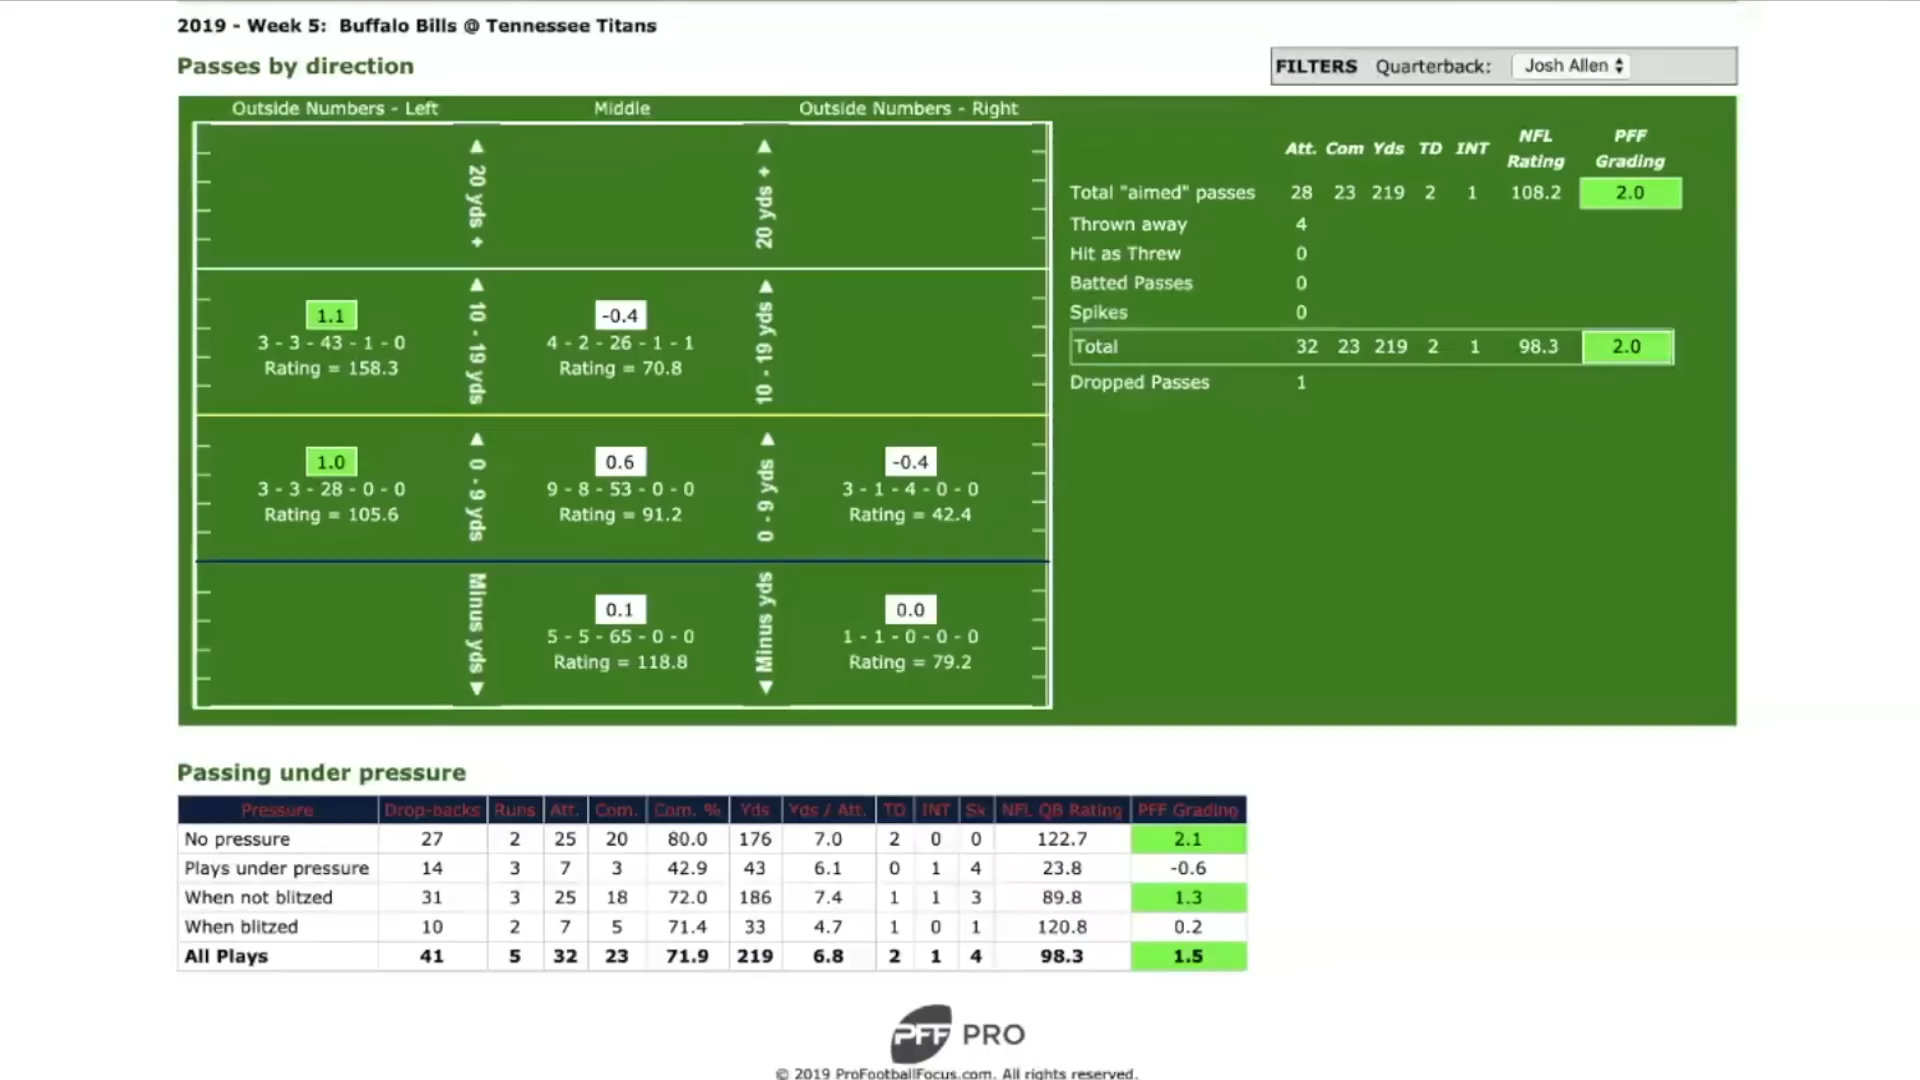 2019 - Week 5: Buffalo Bills @ Tennessee Titans
Passes by direction
FILTERS Quarterback: Josh Allen
Outside Numbers - Left Middle Outside Numbers - Right
20 yds +
20 yds +
10 - 19 yds
10 - 19 yds
0 - 9 yds
0 - 9 yds
Minus yds
Minus yds
1.1
3 - 3 - 43 - 1 - 0
Rating = 158.3
-0.4
4 - 2 - 26 - 1 - 1
Rating = 70.8
1.0
3 - 3 - 28 - 0 - 0
Rating = 105.6
0.6
9 - 8 - 53 - 0 - 0
Rating = 91.2
-0.4
3 - 1 - 4 - 0 - 0
Rating = 42.4
0.1
5 - 5 - 65 - 0 - 0
Rating = 118.8
0.0
1 - 1 - 0 - 0 - 0
Rating = 79.2
Att. Com Yds TD INT NFL Rating PFF Grading
Total "aimed" passes 28 23 219 2 1 108.2 2.0
Thrown away 4
Hit as Threw 0
Batted Passes 0
Spikes 0
Total 32 23 219 2 1 98.3 2.0
Dropped Passes 1
Passing under pressure
Pressure Drop-backs Runs Att. Com. Com. % Yds Yds / Att. TD INT Sk NFL QB Rating PFF Grading
No pressure 27 2 25 20 80.0 176 7.0 2 0 0 122.7 2.1
Plays under pressure 14 3 7 3 42.9 43 6.1 0 1 4 23.8 -0.6
When not blitzed 31 3 25 18 72.0 186 7.4 1 1 3 89.8 1.3
When blitzed 10 2 7 5 71.4 33 4.7 1 0 1 120.8 0.2
All Plays 41 5 32 23 71.9 219 6.8 2 1 4 98.3 1.5
PFF PRO
© 2019 ProFootballFocus.com. All rights reserved.